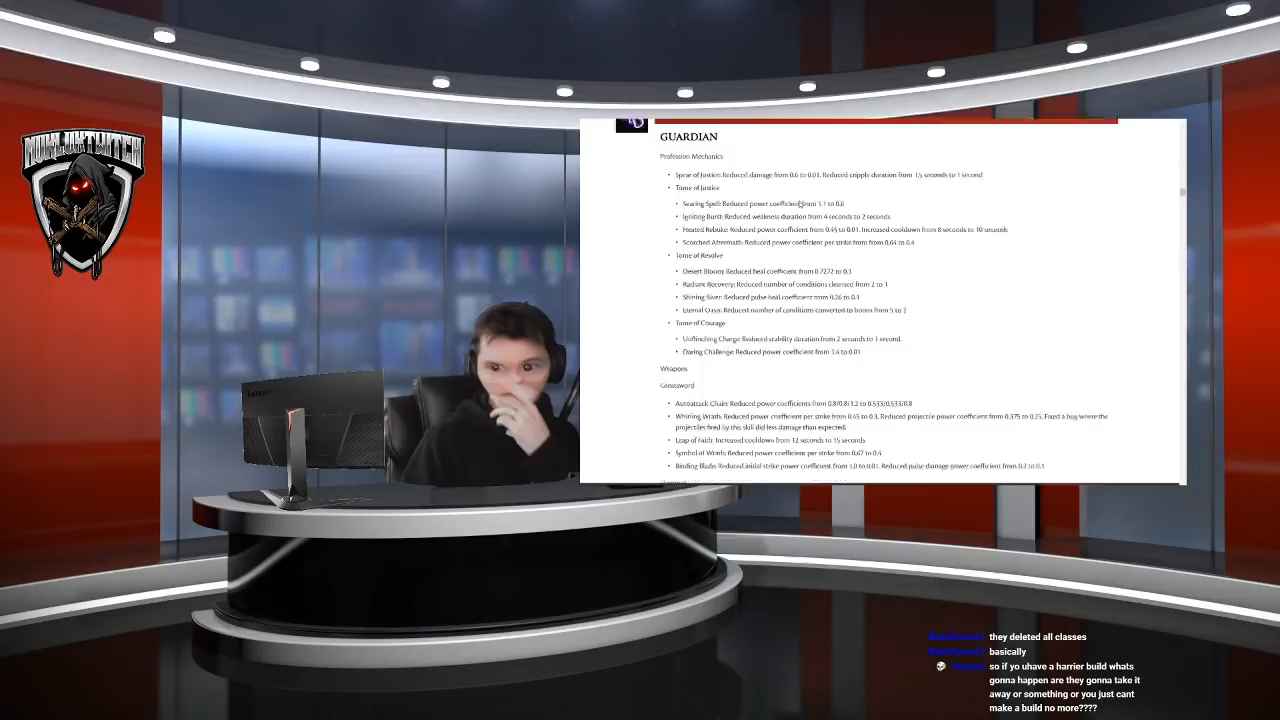 GUARDIAN
Profession Mechanics
Spear of Justice: Reduced damage from 0.6 to 0.01. Reduced cripple duration from 1.5 seconds to 1 second
Tome of Justice
Searing Spell: Reduced power coefficient from 1.1 to 0.6
Igniting Burst: Reduced weakness duration from 4 seconds to 2 seconds
Heated Rebuke: Reduced power coefficient from 0.45 to 0.01. Increased cooldown from 8 seconds to 10 seconds
Scorched Aftermath: Reduced power coefficient per strike from from 0.64 to 0.4
Tome of Resolve
Desert Bloom: Reduced heal coefficient from 0.7272 to 0.3
Radiant Recovery: Reduced number of conditions cleansed from 2 to 1
Shining River: Reduced pulse heal coefficient from 0.26 to 0.1
Eternal Oasis: Reduced number of conditions converted to boons from 5 to 2
Tome of Courage
Unflinching Charge: Reduced stability duration from 2 seconds to 1 second.
Daring Challenge: Reduced power coefficient from 1.4 to 0.01
Weapons
Greatsword
Autoattack Chain: Reduced power coefficients from 0.8/0.8/1.2 to 0.533/0.533/0.8
Whirling Wrath: Reduced power coefficient per strike from 0.45 to 0.3. Reduced projectile power coefficient from 0.375 to 0.25. Fixed a bug where the
projectiles fired by this skill did less damage than expected.
Leap of Faith: Increased cooldown from 12 seconds to 15 seconds
Symbol of Wrath: Reduced power coefficient per strike from 0.67 to 0.4
Binding Blade: Reduced initial strike power coefficient from 1.0 to 0.01. Reduced pulse damage power coefficient from 0.2 to 0.1
Lenovo
they deleted all classes
basically
so if yo uhave a harrier build whats
gonna happen are they gonna take it
away or something or you just cant
make a build no more????